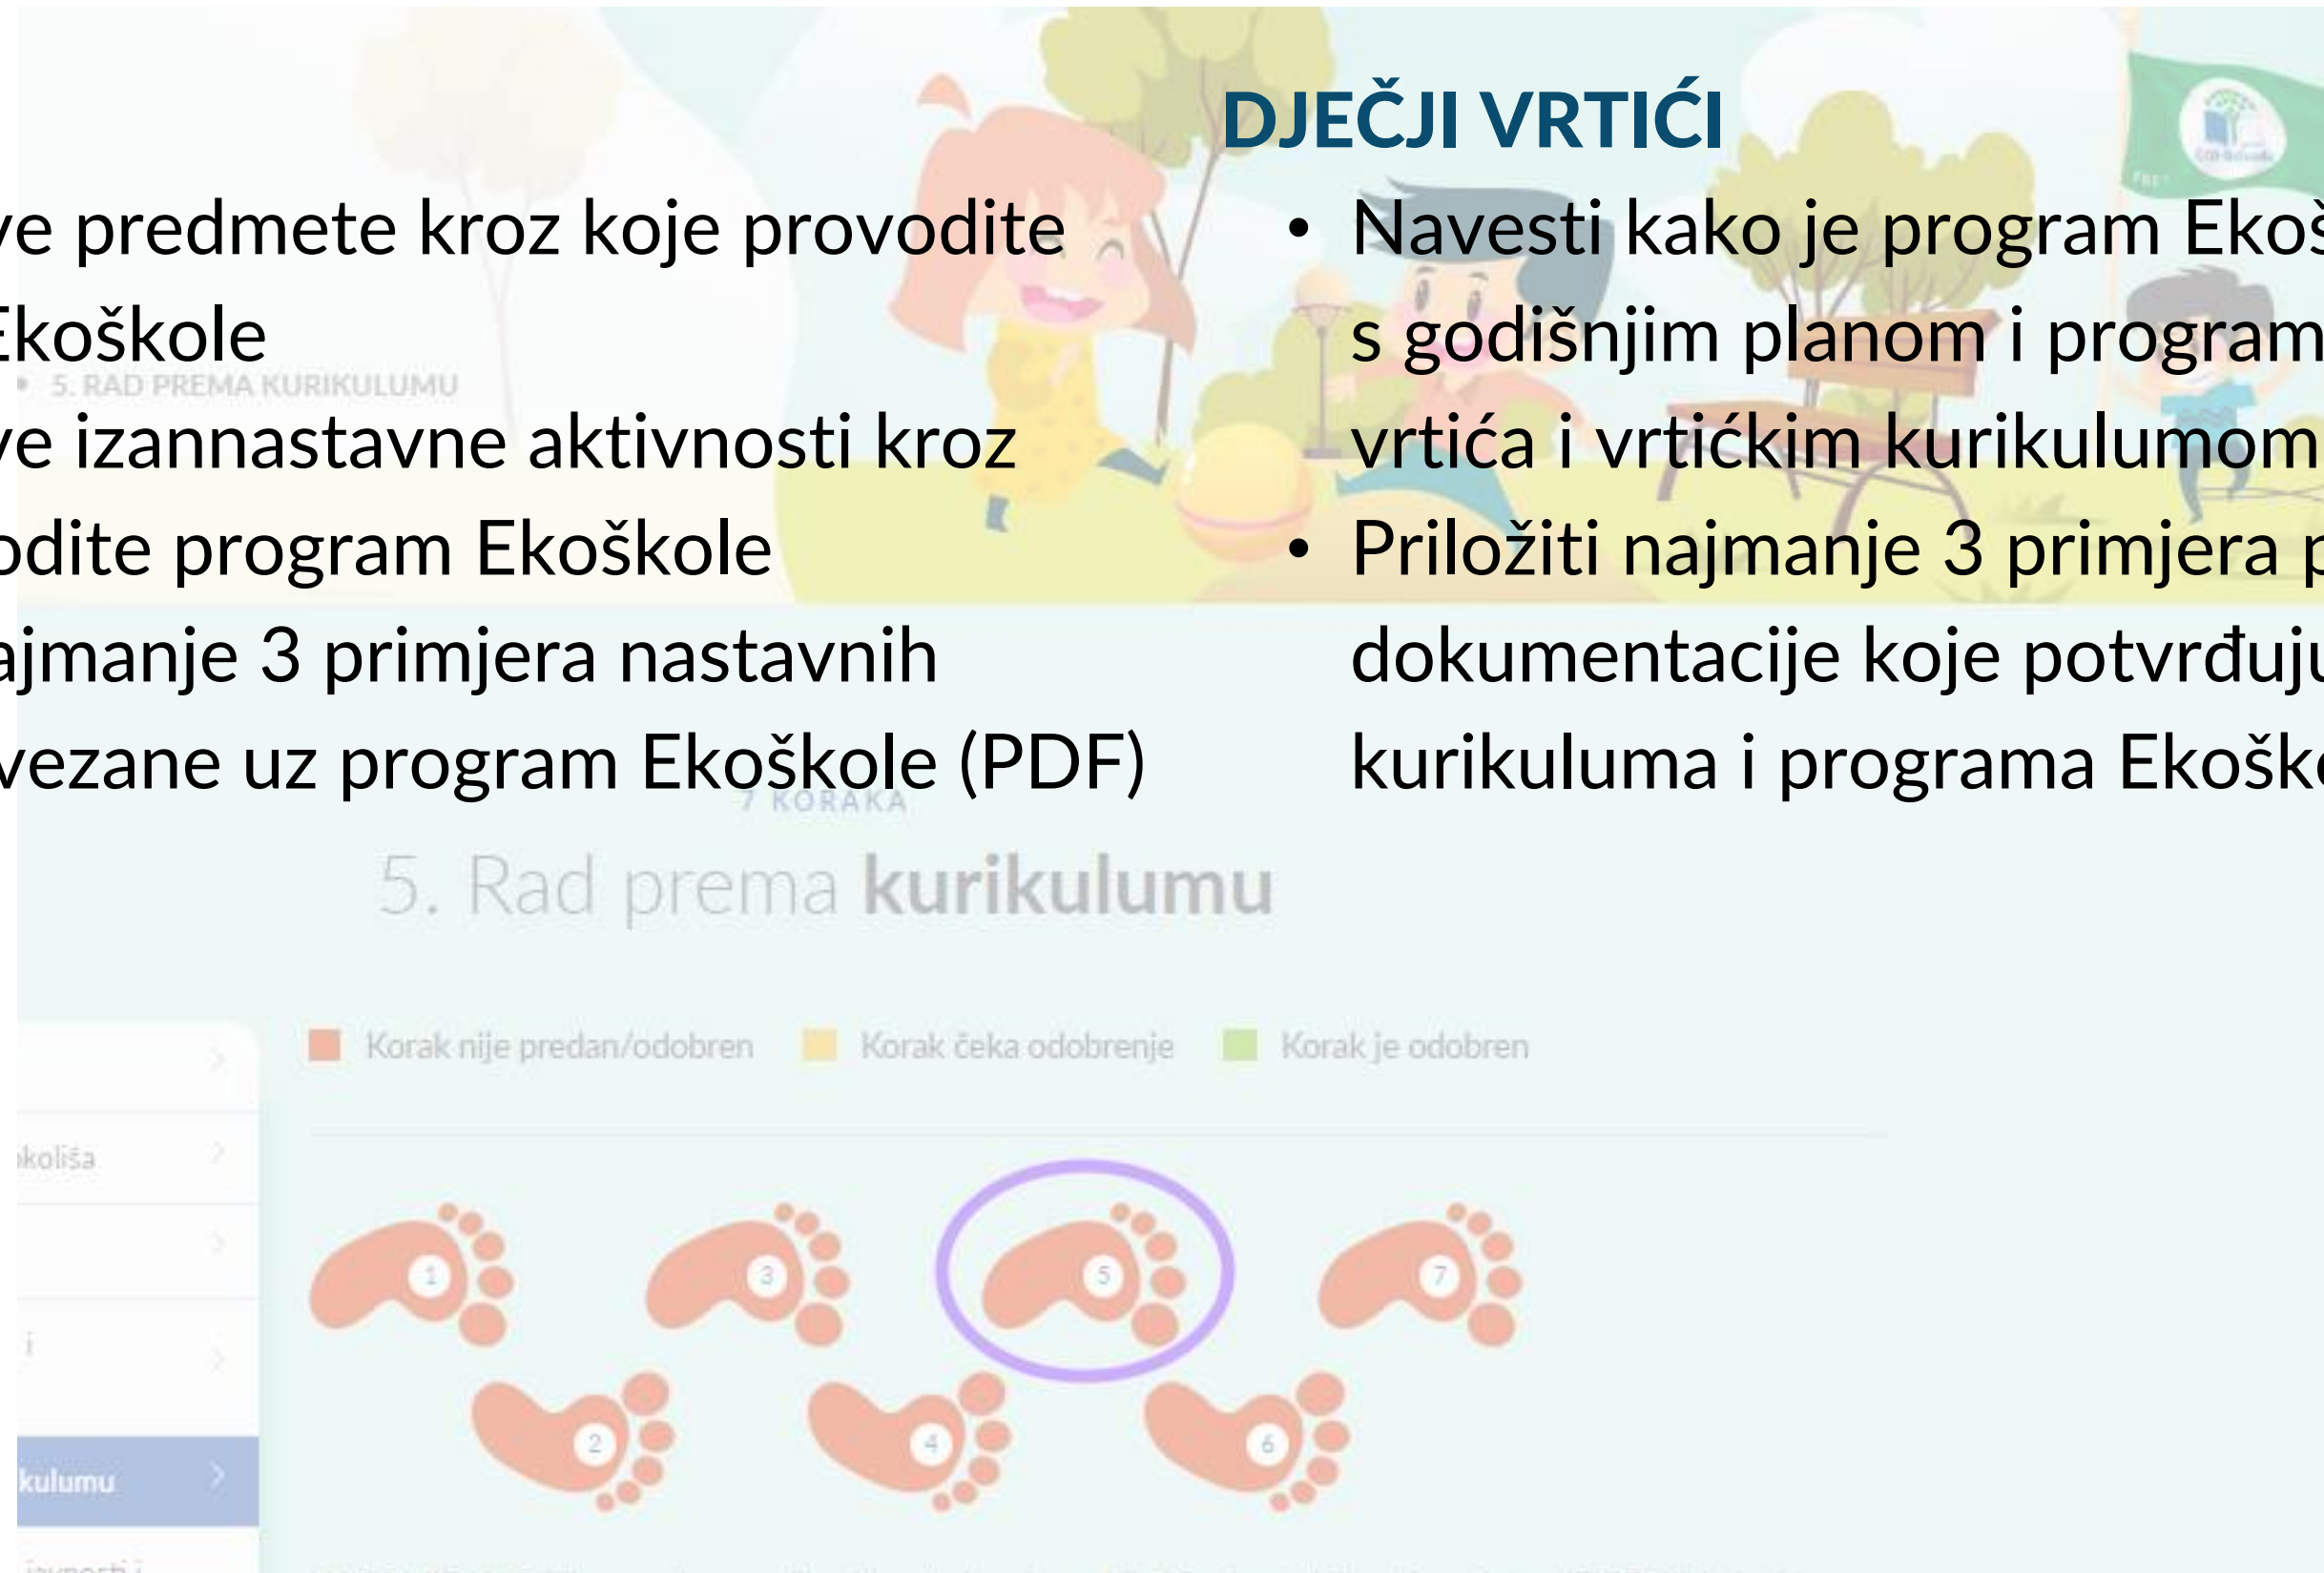 ve predmete kroz koje provodite
Ekoškole
ve izannastavne aktivnosti kroz
odite program Ekoškole
ajmanje 3 primjera nastavnih
vezane uz program Ekoškole (PDF)
DJEČJI VRTIĆI
• Navesti kako je program Ekoš
s godišnjim planom i program
vrtića i vrtićkim kurikulumom
• Priložiti najmanje 3 primjera p
dokumentacije koje potvrđuju
kurikuluma i programa Ekoško
• 5. RAD PREMA KURIKULUMU
7 KORAKA
5. Rad prema kurikulumu
Korak nije predan/odobren Korak čeka odobrenje Korak je odobren
koliša
i
kulumu
1 3 5 7
2 4 6